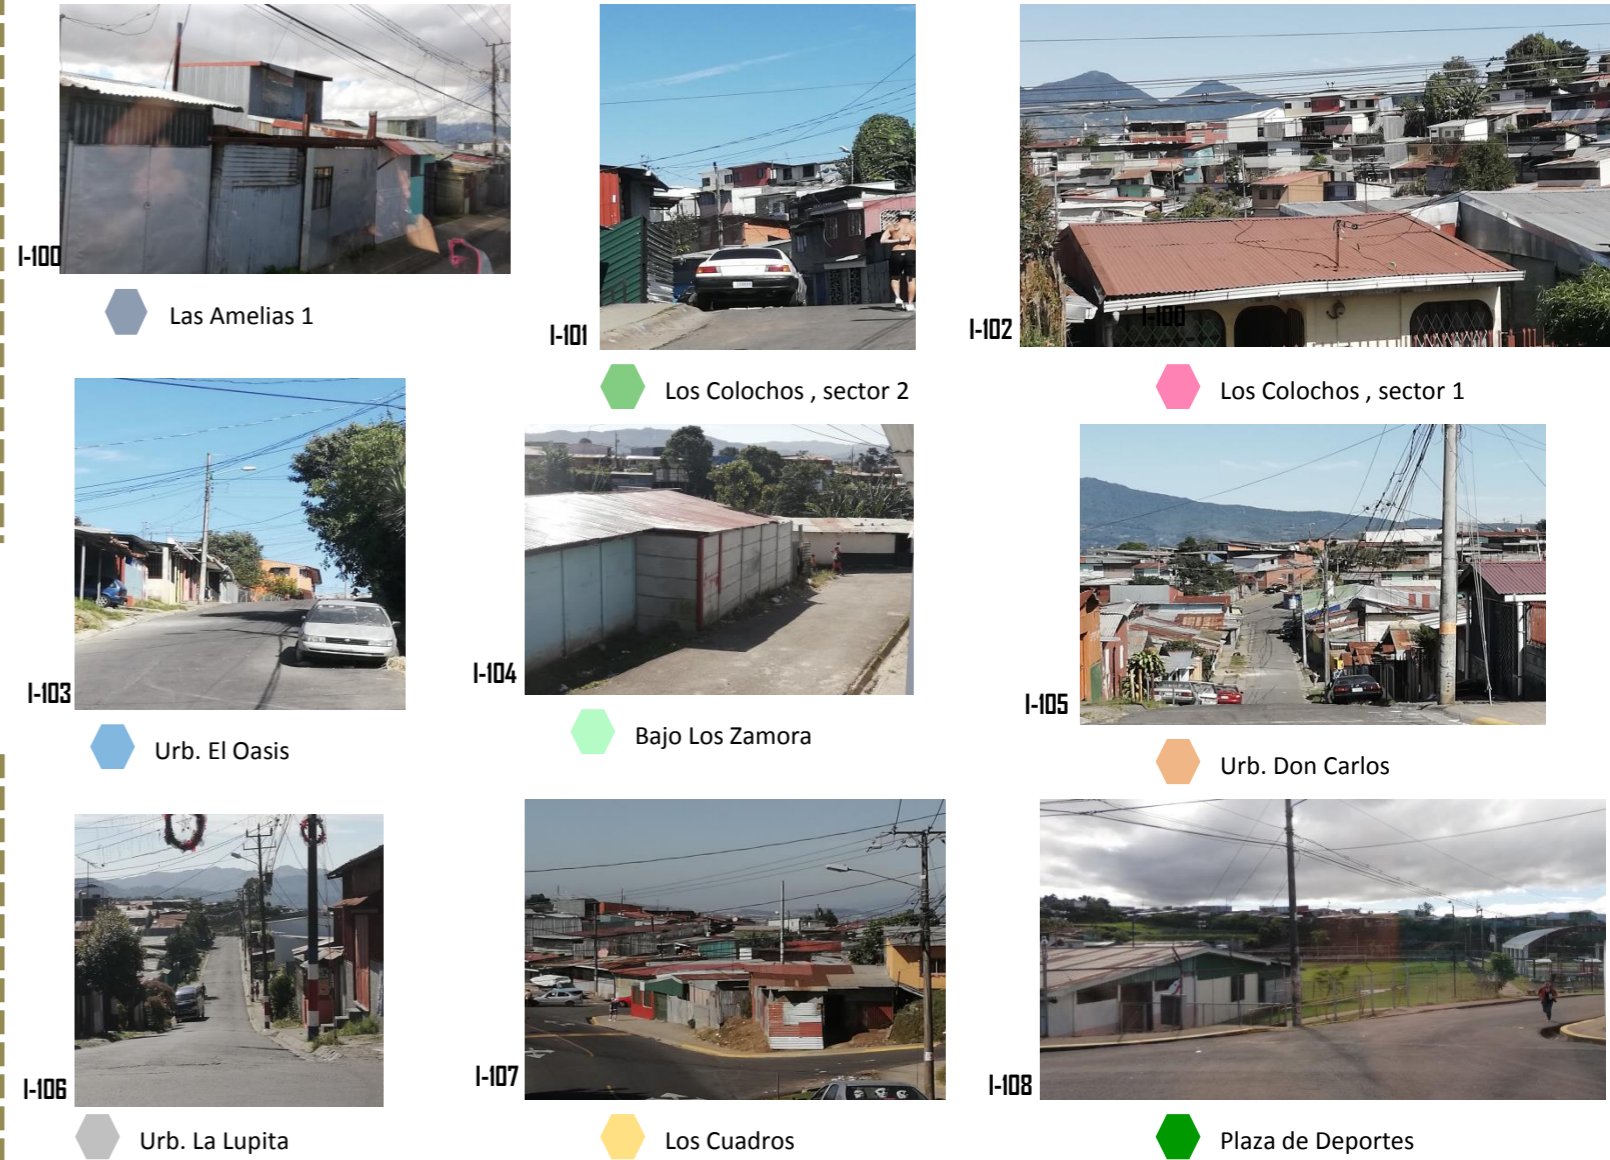 I-100
Las Amelias 1
I-101
Los Colochos , sector 2
I-102
I-100
Los Colochos , sector 1
I-103
Urb. El Oasis
I-104
Bajo Los Zamora
I-105
Urb. Don Carlos
I-106
Urb. La Lupita
I-107
Los Cuadros
I-108
Plaza de Deportes